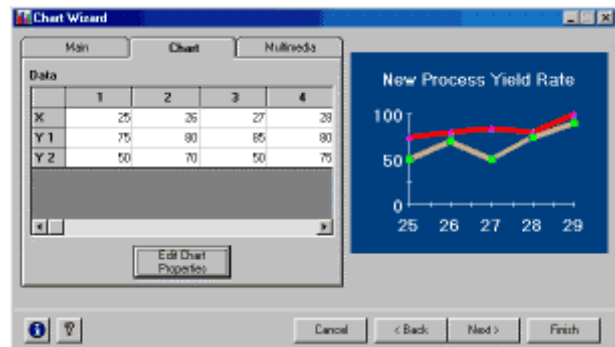 Chart Wizard
Main Chart Multimedia
Data
1 2 3 4
X 25 26 27 28
Y 1 75 80 85 80
Y 2 50 70 50 75
Edit Chart
Properties
New Process Yield Rate
100
50
0
25 26 27 28 29
Cancel < Back Next > Finish